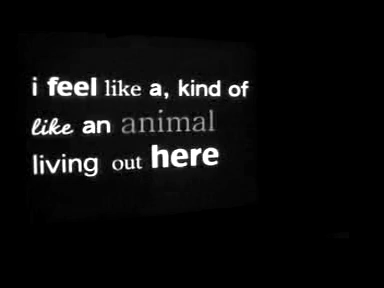 i feel like a, kind of
like an animal
living out here